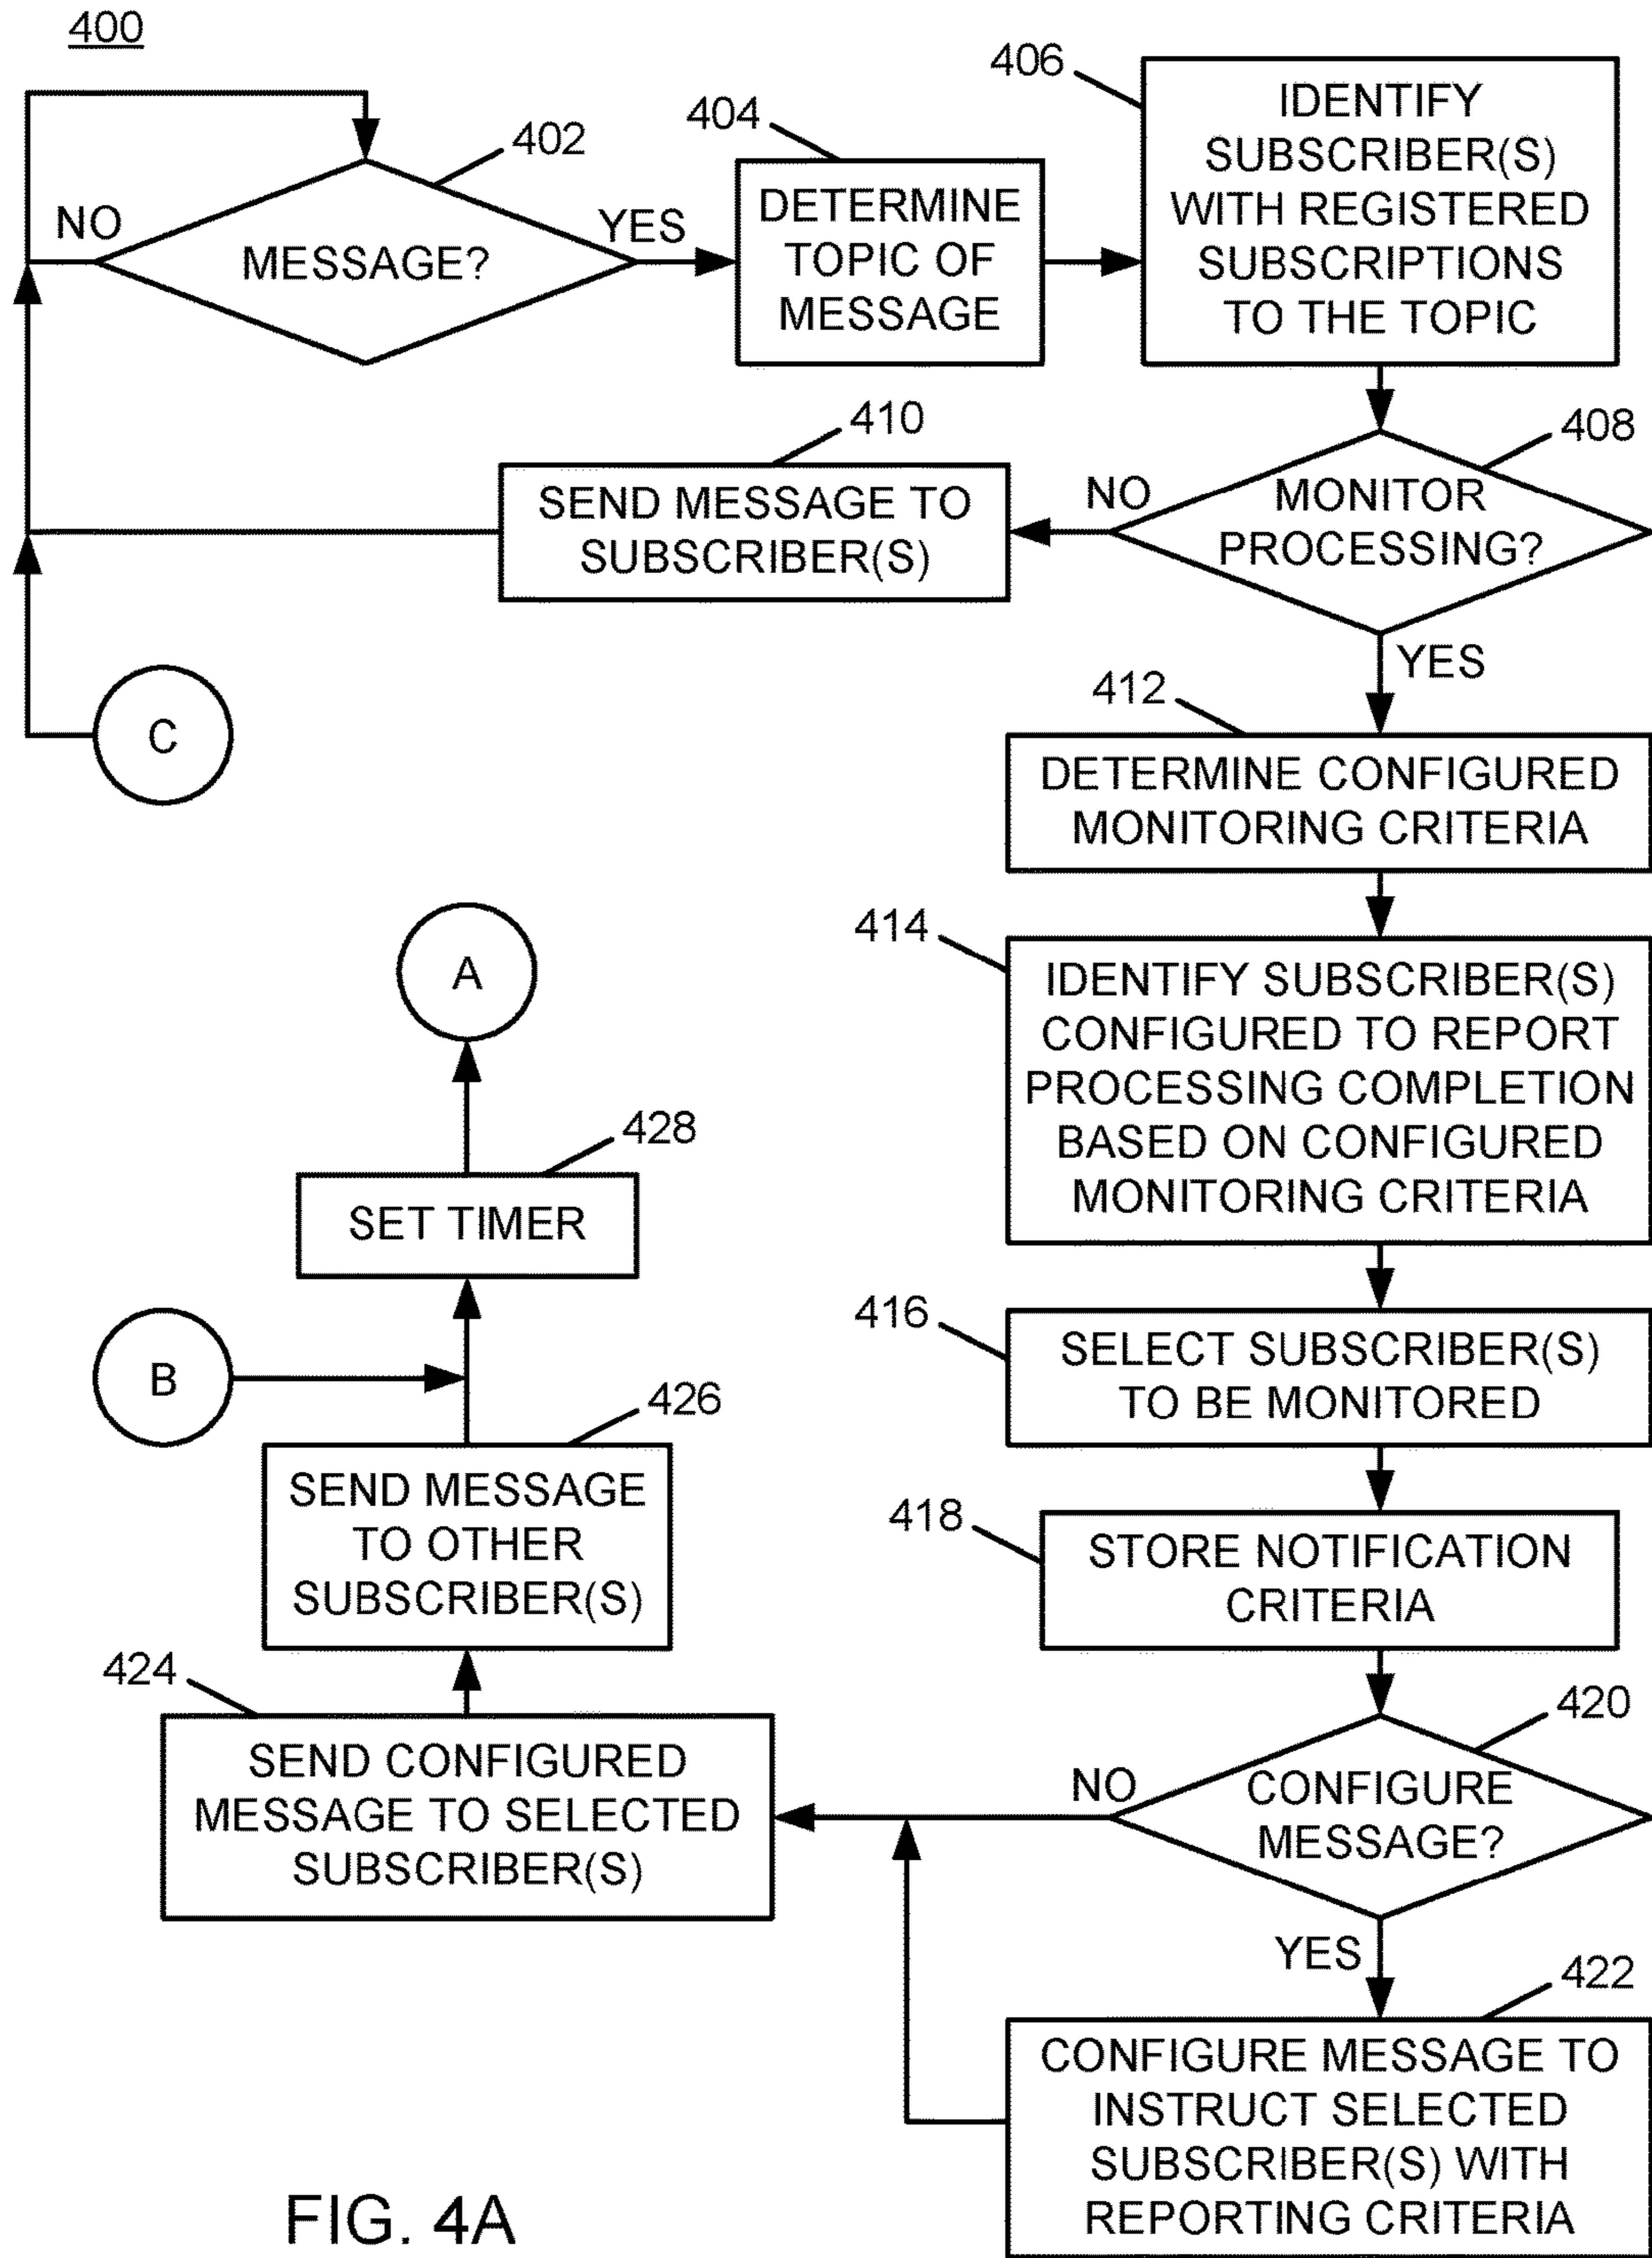 400
402
NO
MESSAGE?
YES
404
DETERMINE
TOPIC OF
MESSAGE
406
IDENTIFY
SUBSCRIBER(S)
WITH REGISTERED
SUBSCRIPTIONS
TO THE TOPIC
408
MONITOR
PROCESSING?
NO
YES
410
SEND MESSAGE TO
SUBSCRIBER(S)
C
412
DETERMINE CONFIGURED
MONITORING CRITERIA
414
IDENTIFY SUBSCRIBER(S)
CONFIGURED TO REPORT
PROCESSING COMPLETION
BASED ON CONFIGURED
MONITORING CRITERIA
416
SELECT SUBSCRIBER(S)
TO BE MONITORED
418
STORE NOTIFICATION
CRITERIA
420
CONFIGURE
MESSAGE?
NO
YES
422
CONFIGURE MESSAGE TO
INSTRUCT SELECTED
SUBSCRIBER(S) WITH
REPORTING CRITERIA
424
SEND CONFIGURED
MESSAGE TO SELECTED
SUBSCRIBER(S)
426
SEND MESSAGE
TO OTHER
SUBSCRIBER(S)
B
428
SET TIMER
A
FIG. 4A